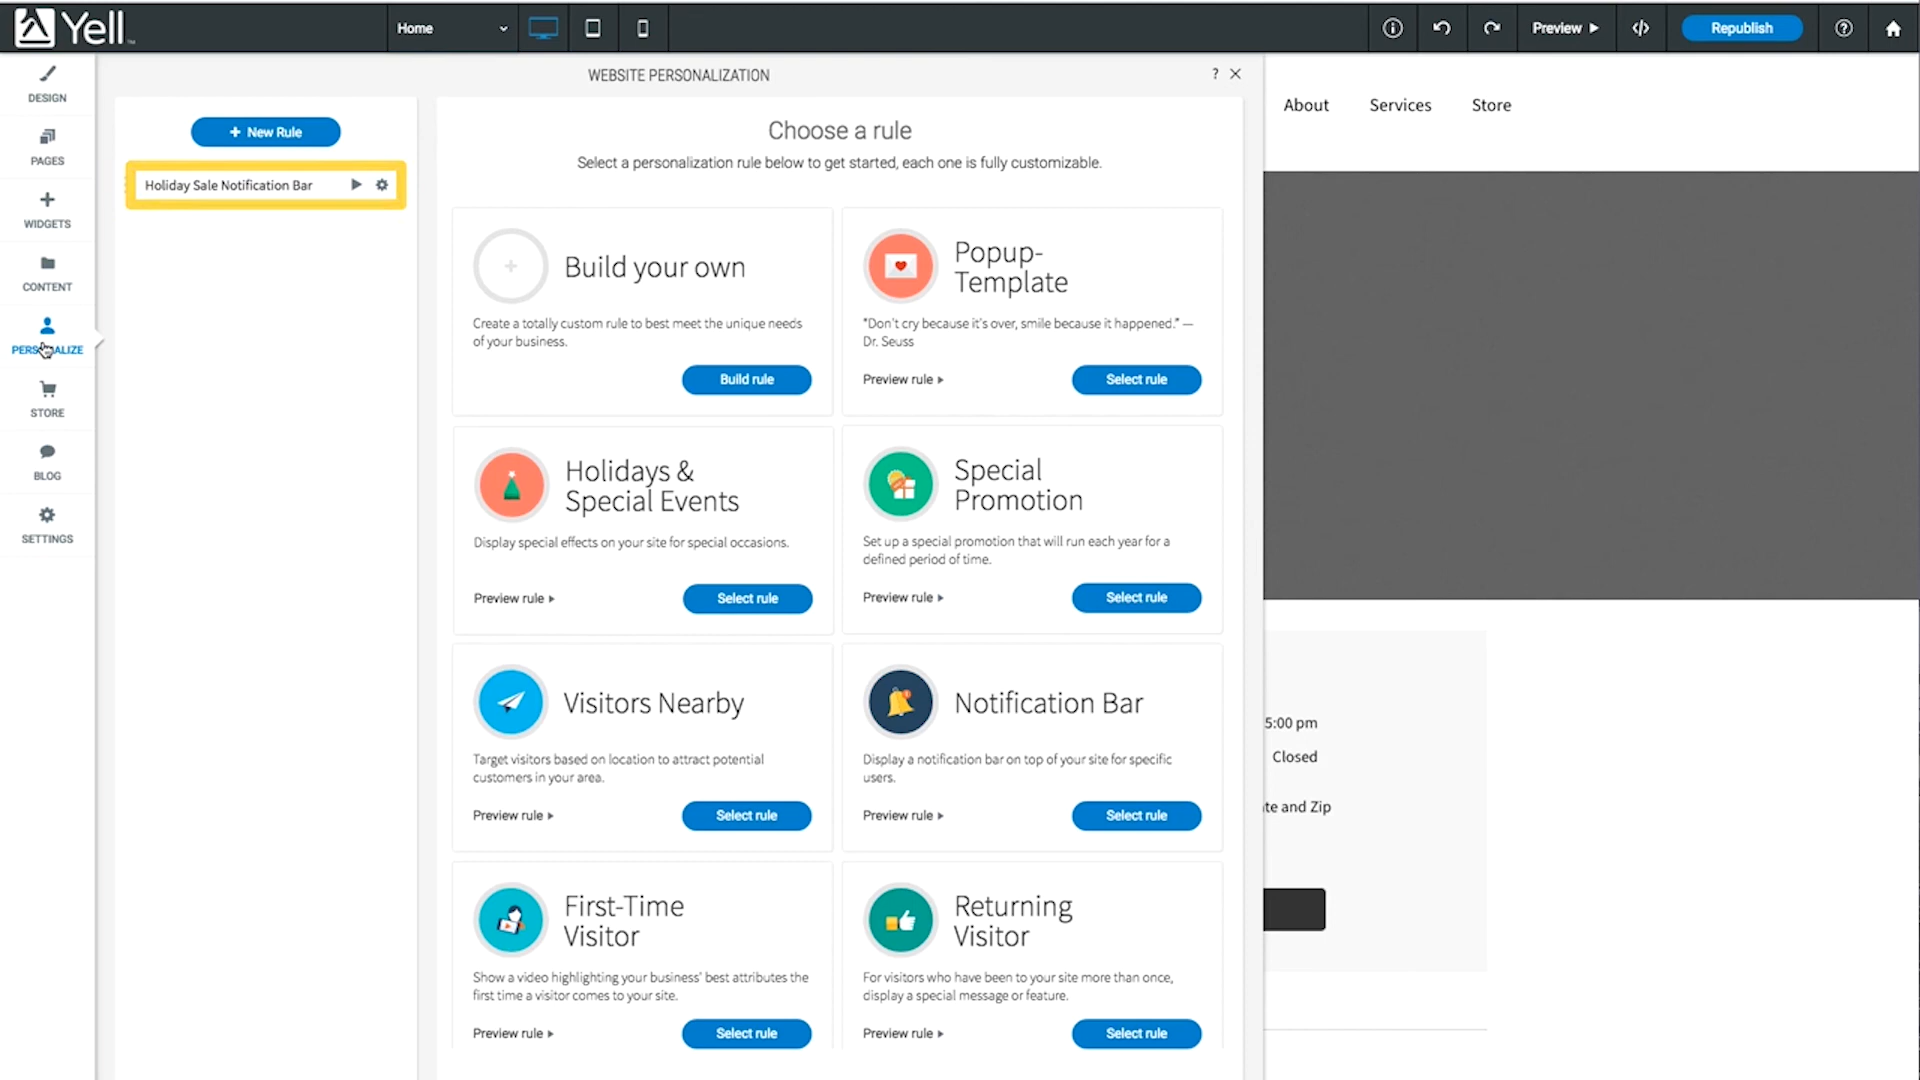 Yell
Home
Preview
Republish
DESIGN
PAGES
WIDGETS
CONTENT
PERS ALIZE
STORE
BLOG
SETTINGS
WEBSITE PERSONALIZATION
?
+ New Rule
Holiday Sale Notification Bar
Choose a rule
Select a personalization rule below to get started, each one is fully customizable.
Build your own
Create a totally custom rule to best meet the unique needs
of your business.
Build rule
Popup-
Template
"Don't cry because it's over, smile because it happened." —
Dr. Seuss
Preview rule
Select rule
Holidays &
Special Events
Display special effects on your site for special occasions.
Preview rule
Select rule
Special
Promotion
Set up a special promotion that will run each year for a
defined period of time.
Preview rule
Select rule
Visitors Nearby
Target visitors based on location to attract potential
customers in your area.
Preview rule
Select rule
Notification Bar
Display a notification bar on top of your site for specific
users.
Preview rule
Select rule
First-Time
Visitor
Show a video highlighting your business' best attributes the
first time a visitor comes to your site.
Preview rule
Select rule
Returning
Visitor
For visitors who have been to your site more than once,
display a special message or feature.
Preview rule
Select rule
About
Services
Store
5:00 pm
Closed
and Zip